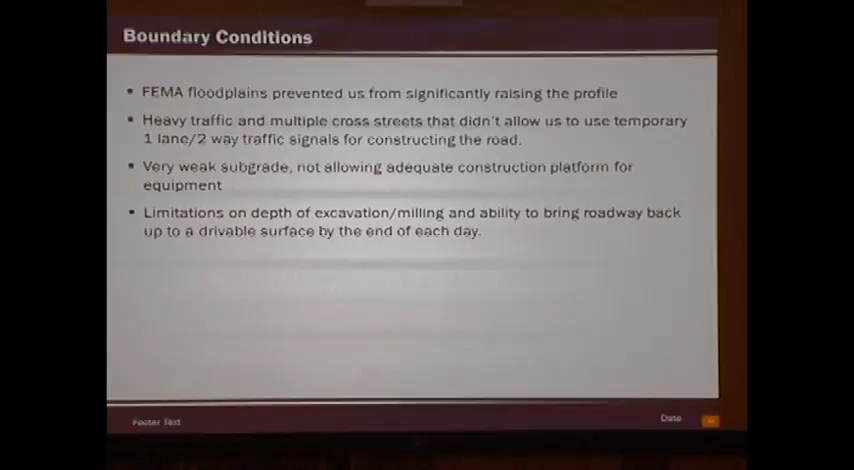 Boundary Conditions
▪ FEMA floodplains prevented us from significantly raising the profile
▪ Heavy traffic and multiple cross streets that didn't allow us to use temporary
1 lane/2 way traffic signals for constructing the road.
▪ Very weak subgrade, not allowing adequate construction platform for
equipment
▪ Limitations on depth of excavation/milling and ability to bring roadway back
up to a drivable surface by the end of each day.
Footer Text
Date